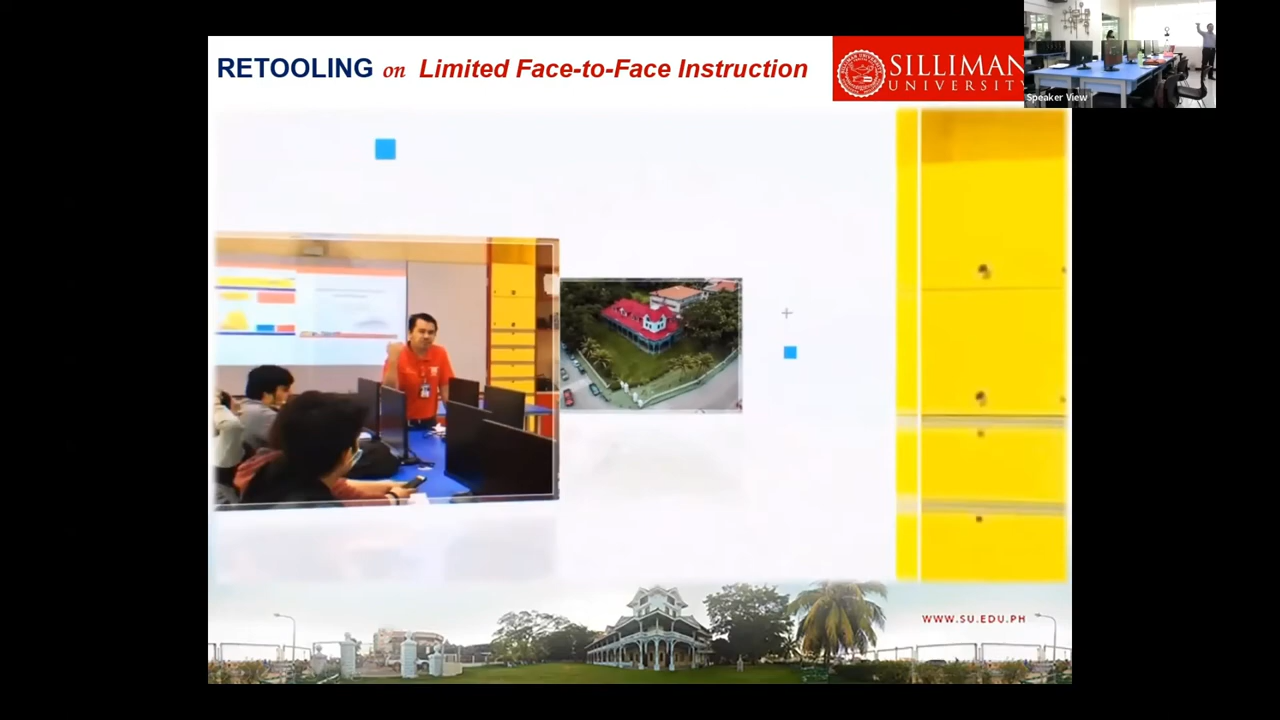 RETOOLING on Limited Face-to-Face Instruction
SILLIMAN
UNIVERSITY
Speaker View
WWW.SU.EDU.PH